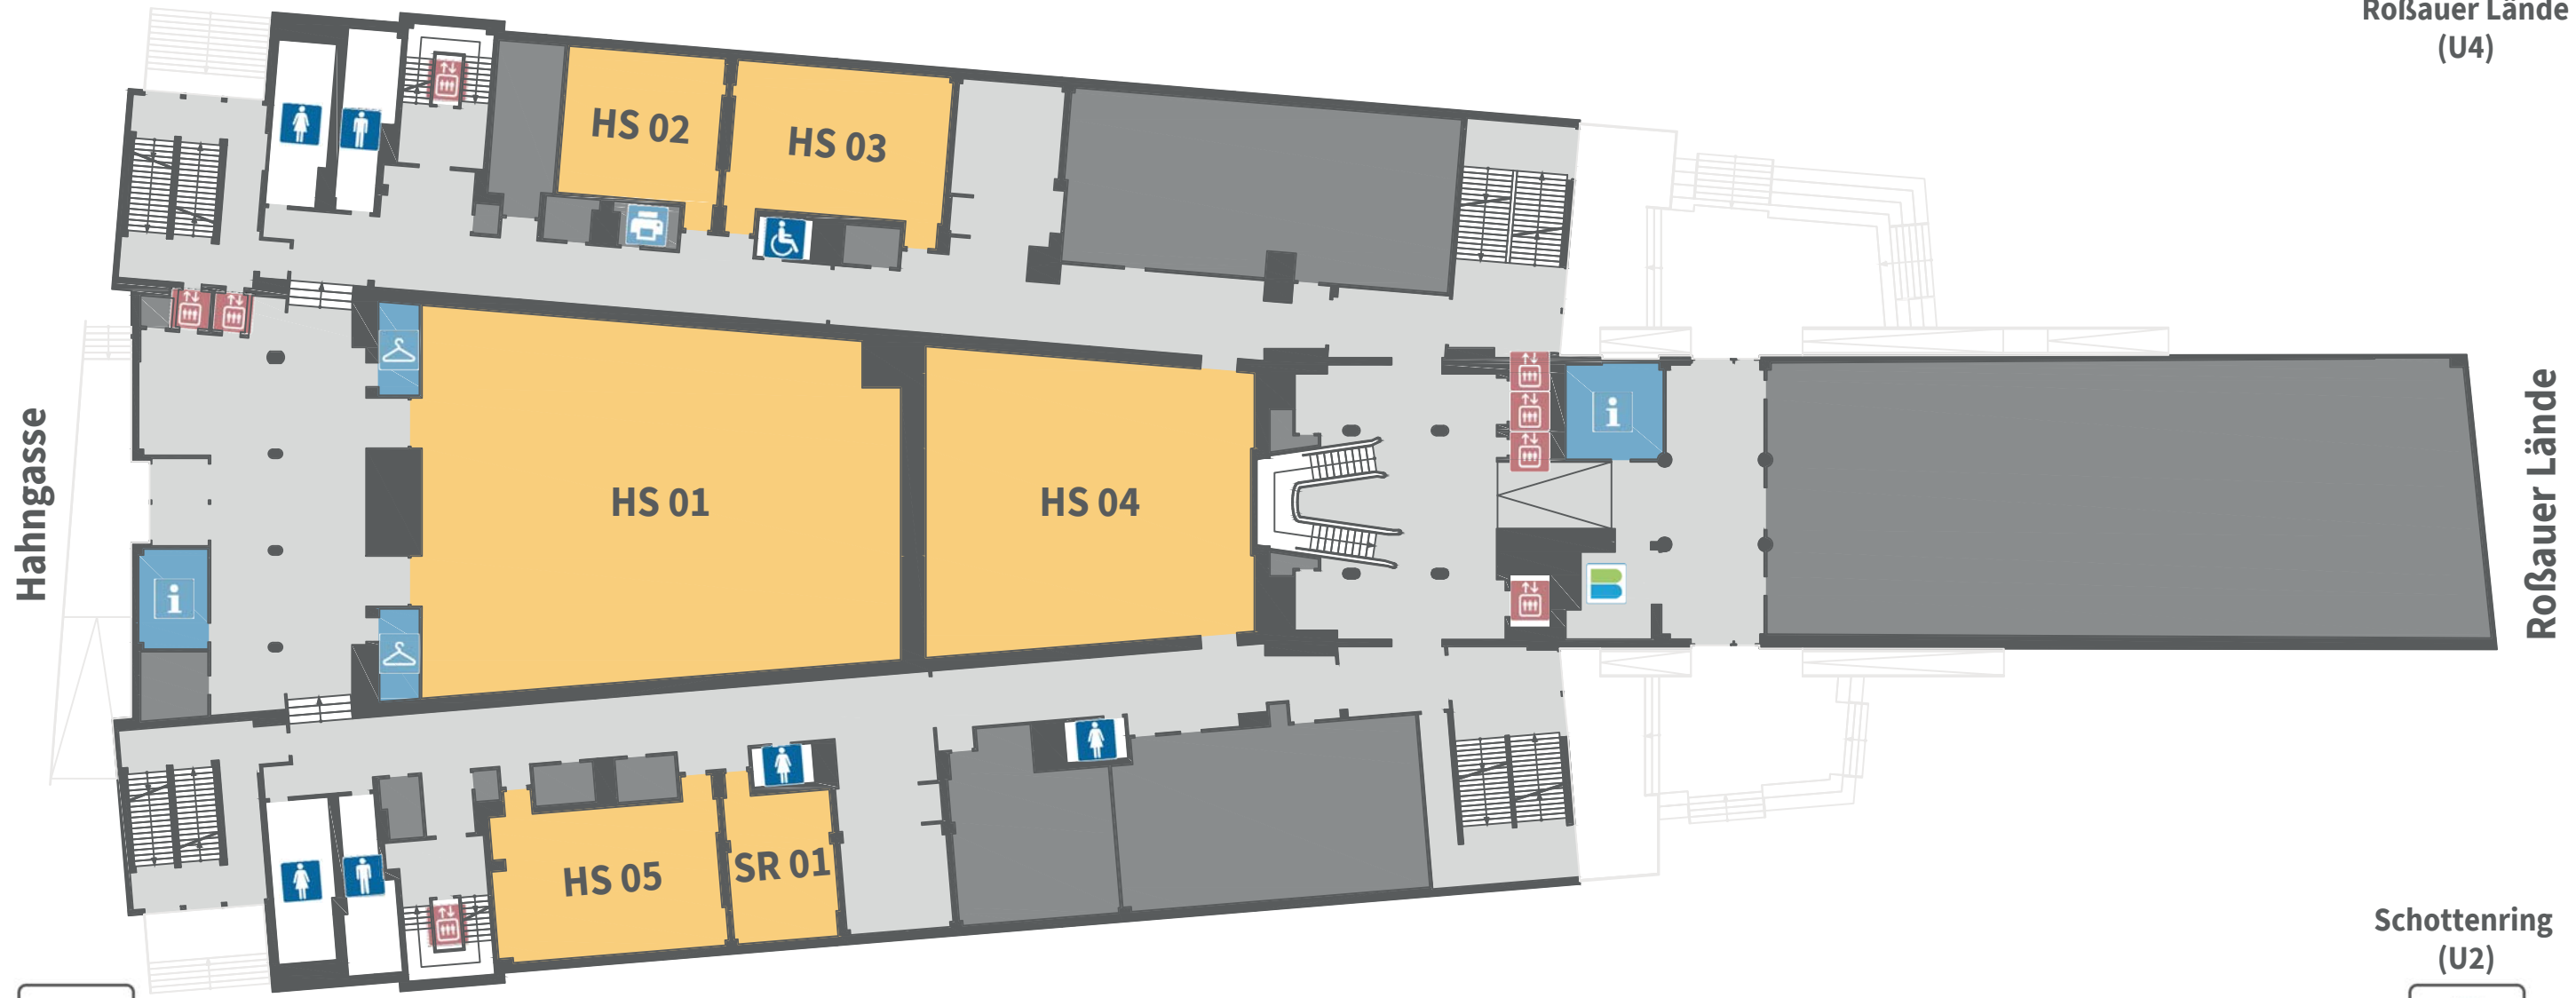 Roßauer Lände
(U4)
HS 02
HS 03
Hahngasse
HS 01
HS 04
Roßauer Lände
HS 05
SR 01
Schottenring
(U2)